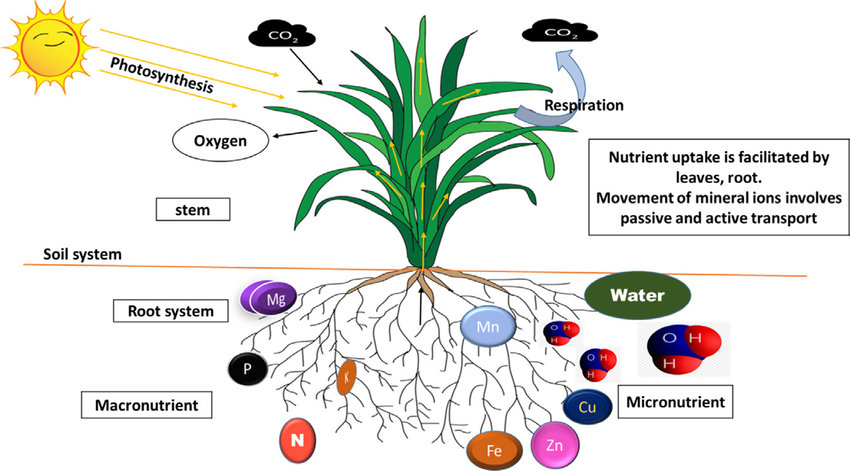 CO2
CO2
Photosynthesis
Respiration
Oxygen
Nutrient uptake is facilitated by
leaves, root.
Movement of mineral ions involves
passive and active transport
stem
Soil system
Mg
Water
Root system
Mn
O H
H
O H
H
O H
H
P
K
Macronutrient
Cu
Micronutrient
N
Fe
Zn